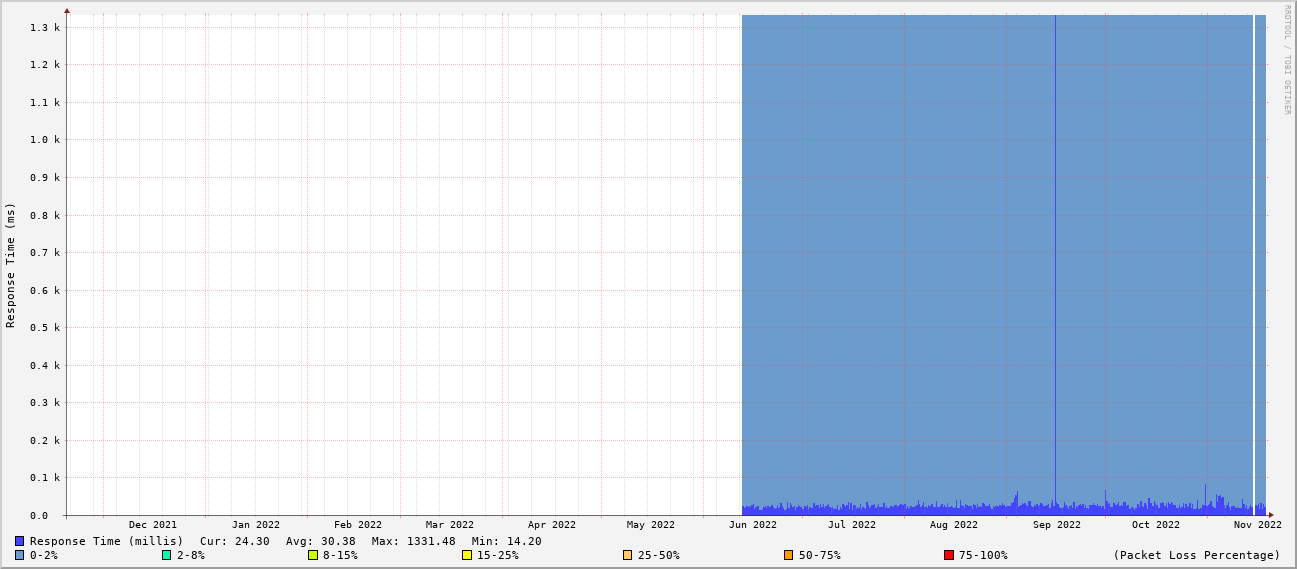 RRDTOOL / TOBI OETIKER
Response Time (ms)
1.3 k
1.2 k
1.1 k
1.0 k
0.9 k
0.8 k
0.7 k
0.6 k
0.5 k
0.4 k
0.3 k
0.2 k
0.1 k
0.0
Dec 2021 Jan 2022 Feb 2022 Mar 2022 Apr 2022 May 2022 Jun 2022 Jul 2022 Aug 2022 Sep 2022 Oct 2022 Nov 2022
Response Time (millis) Cur: 24.30 Avg: 30.38 Max: 1331.48 Min: 14.20
0-2% 2-8% 8-15% 15-25% 25-50% 50-75% 75-100% (Packet Loss Percentage)